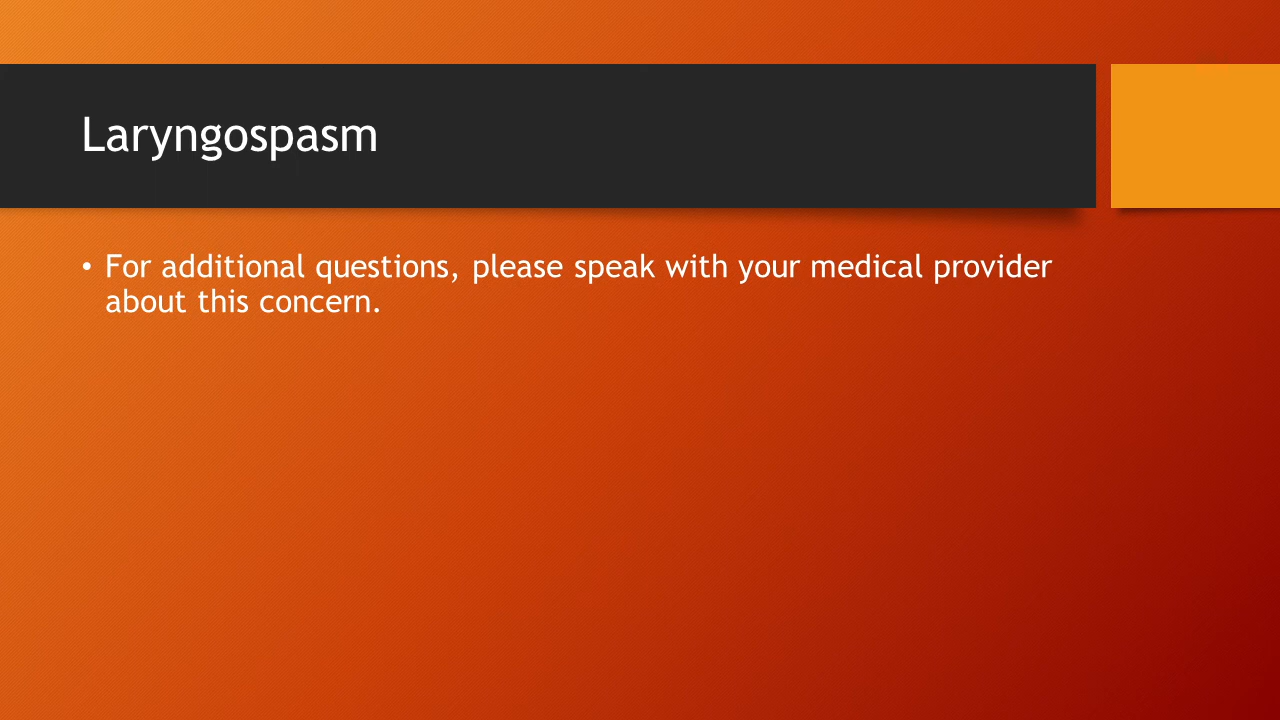 Laryngospasm
• For additional questions, please speak with your medical provider
about this concern.